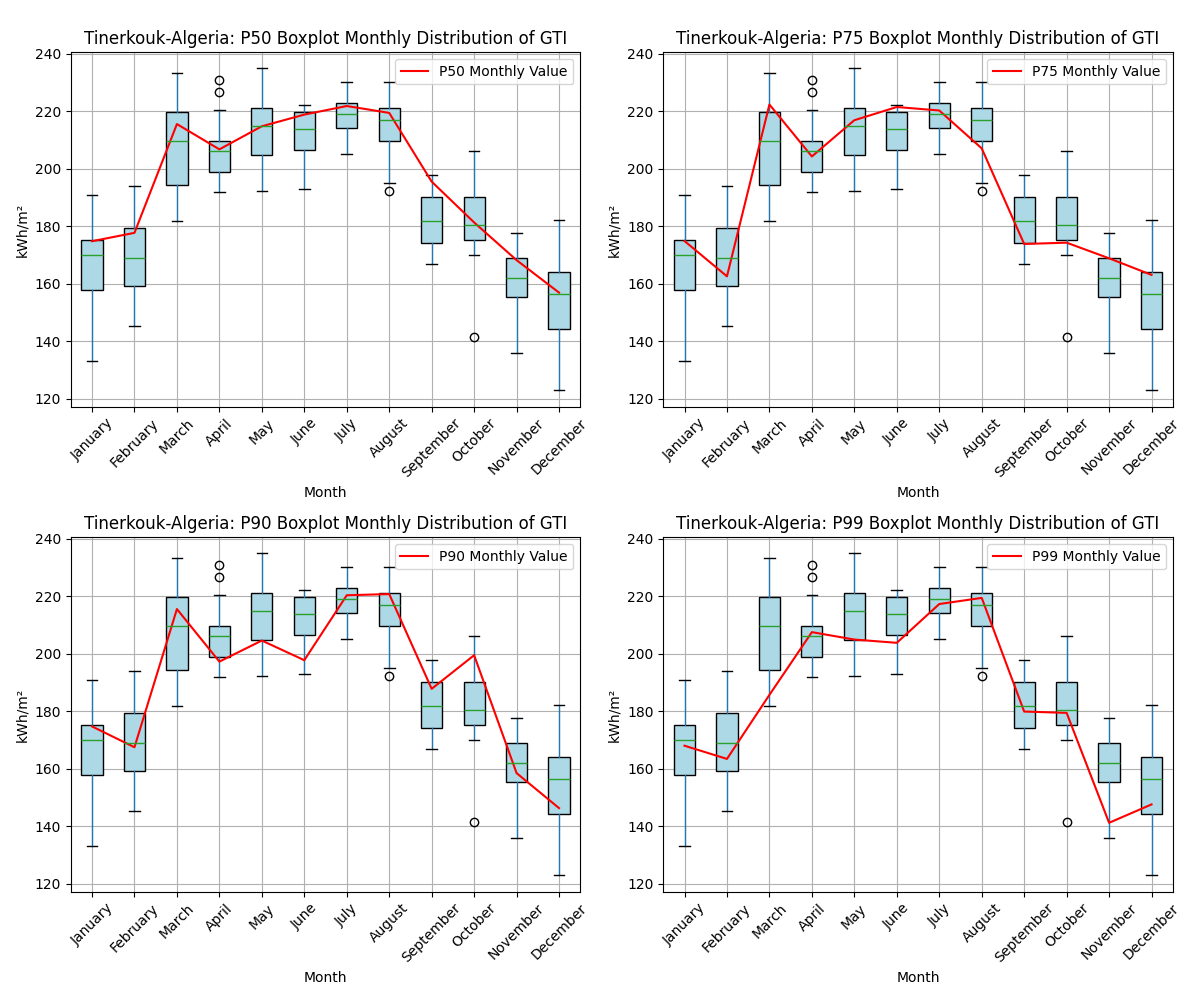 Tinerkouk-Algeria: P50 Boxplot Monthly Distribution of GTI
P50 Monthly Value
kWh/m²
240
220
200
180
160
140
120
January
February
March
April
May
June
July
August
September
October
November
December
Month
Tinerkouk-Algeria: P75 Boxplot Monthly Distribution of GTI
P75 Monthly Value
kWh/m²
240
220
200
180
160
140
120
January
February
March
April
May
June
July
August
September
October
November
December
Month
Tinerkouk-Algeria: P90 Boxplot Monthly Distribution of GTI
P90 Monthly Value
kWh/m²
240
220
200
180
160
140
120
January
February
March
April
May
June
July
August
September
October
November
December
Month
Tinerkouk-Algeria: P99 Boxplot Monthly Distribution of GTI
P99 Monthly Value
kWh/m²
240
220
200
180
160
140
120
January
February
March
April
May
June
July
August
September
October
November
December
Month